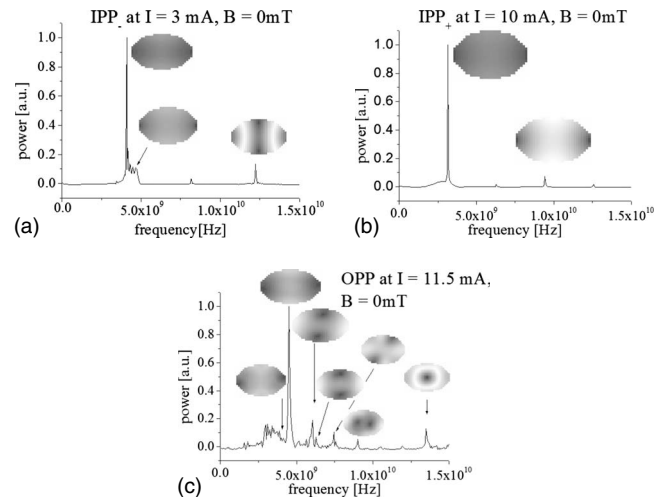 IPP- at I = 3 mA, B = 0mT
power [a.u.]
1.0
0.8
0.6
0.4
0.2
0.0
0.0
5.0x10^9
1.0x10^10
1.5x10^10
frequency[Hz]
(a)
IPP+ at I = 10 mA, B = 0mT
power [a.u.]
1.0
0.8
0.6
0.4
0.2
0.0
0.0
5.0x10^9
1.0x10^10
1.5x10^10
frequency[Hz]
(b)
OPP at I = 11.5 mA,
B = 0mT
power [a.u.]
1.0
0.8
0.6
0.4
0.2
0.0
0.0
5.0x10^9
1.0x10^10
1.5x10^10
frequency [Hz]
(c)